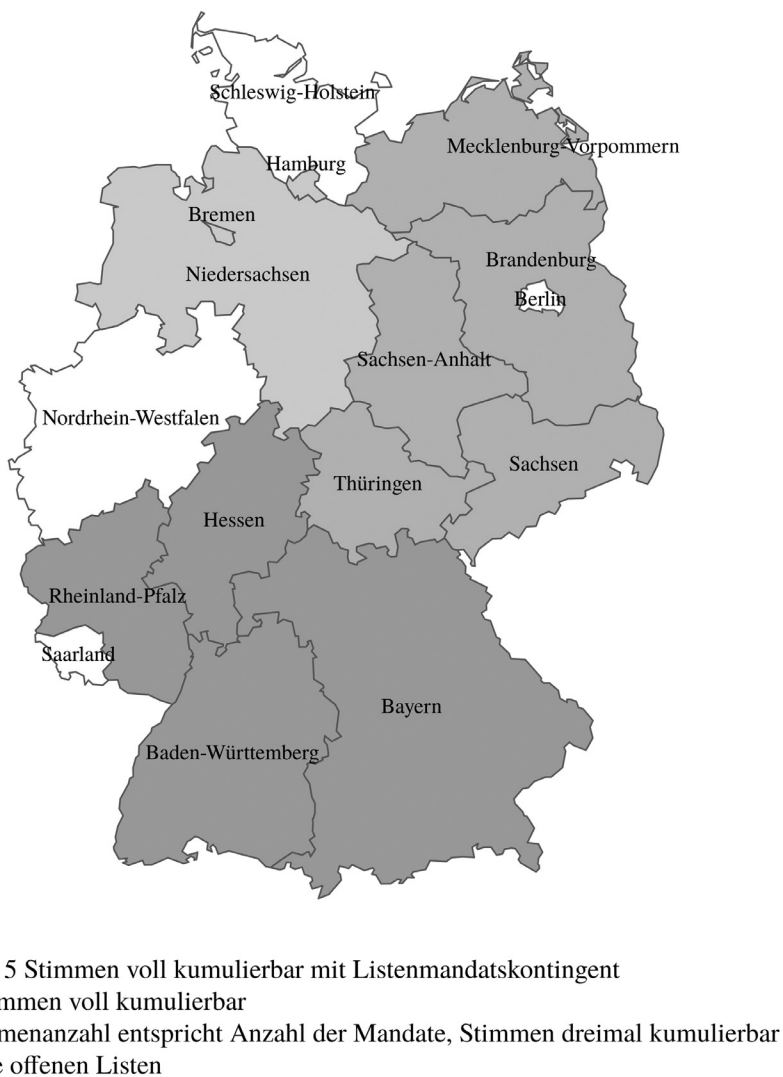 Schleswig-Holstein
Mecklenburg-Vorpommern
Hamburg
Bremen
Brandenburg
Niedersachsen
Berlin
Sachsen-Anhalt
Nordrhein-Westfalen
Sachsen
Thüringen
Hessen
Rheinland-Pfalz
Saarland
Bayern
Baden-Württemberg
5 Stimmen voll kumulierbar mit Listenmandatskontingent
mmen voll kumulierbar
menanzahl entspricht Anzahl der Mandate, Stimmen dreimal kumulierbar
e offenen Listen